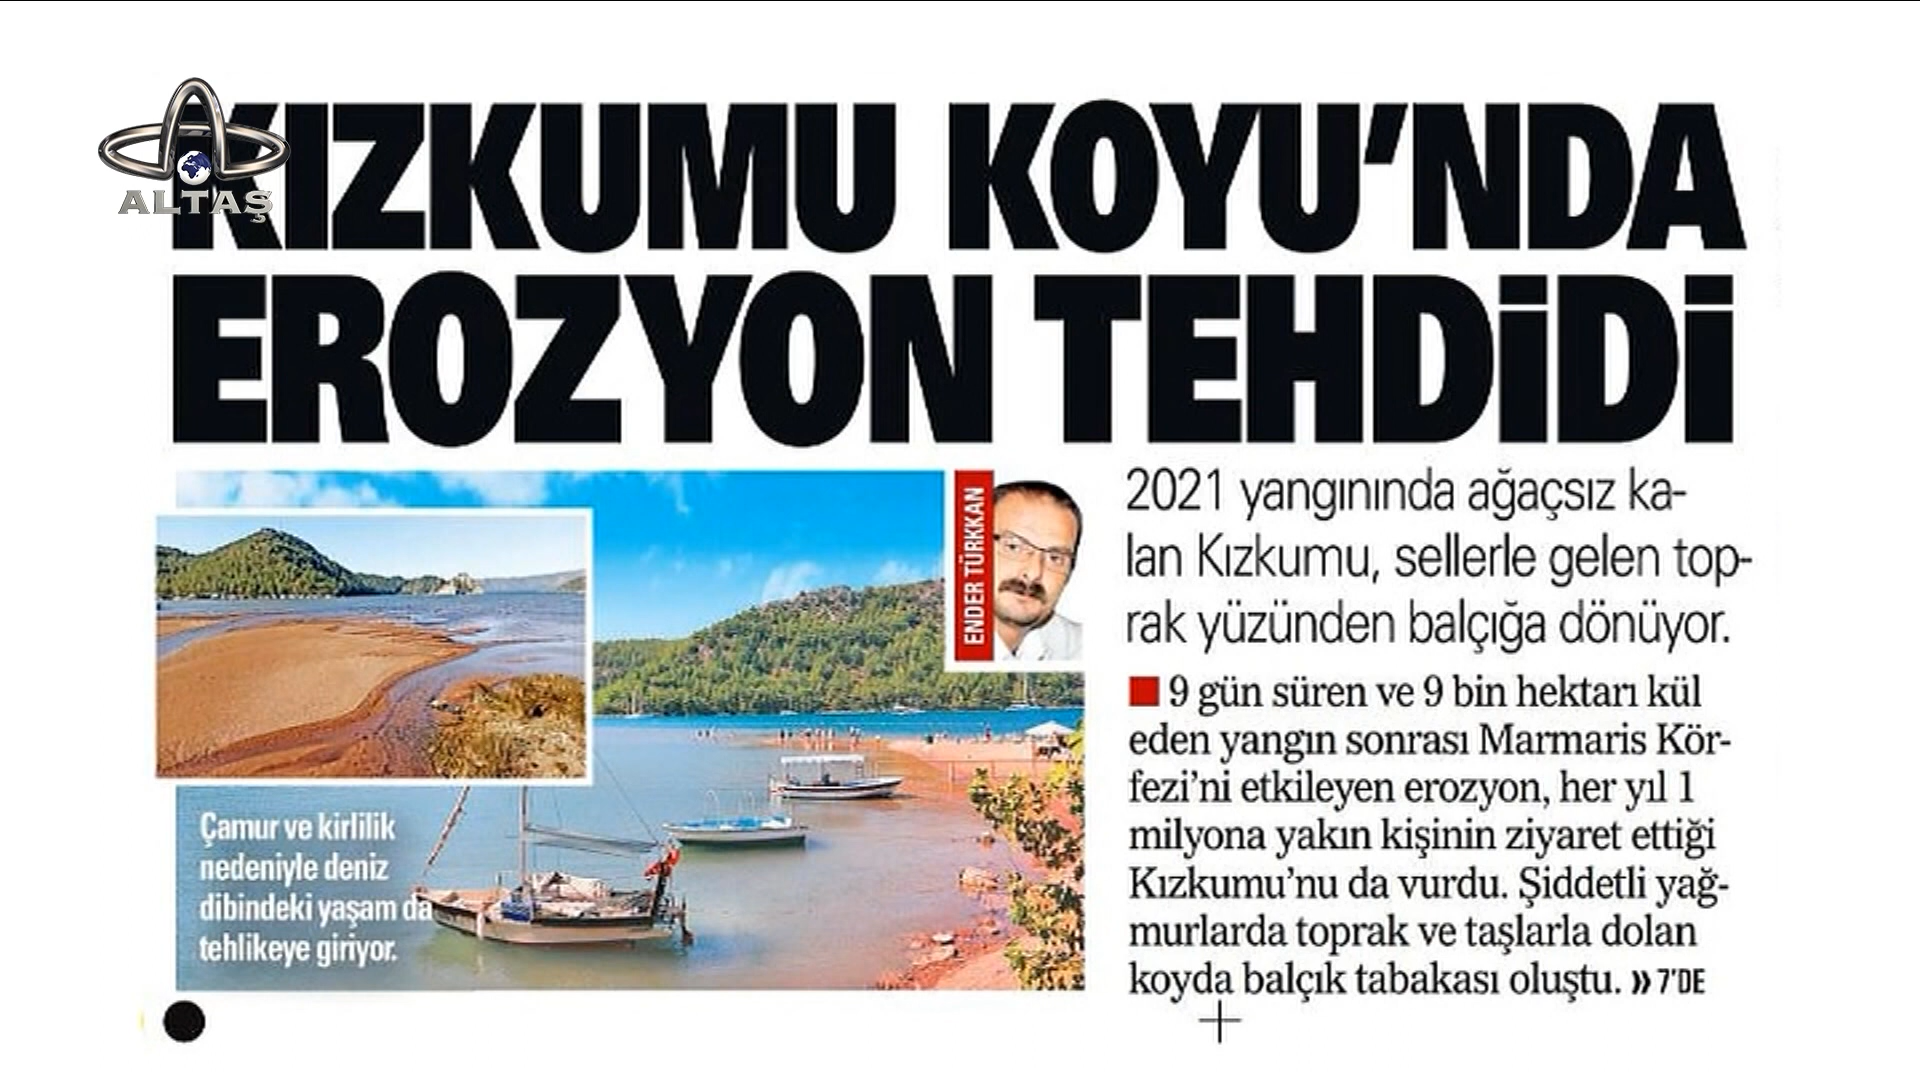 ALTAŞ
KIZKUMU KOYU'NDA
EROZYON TEHDİDİ
ENDER TÜRKKAN
Çamur ve kirlilik
nedeniyle deniz
dibindeki yaşam da
tehlikeye giriyor.
2021 yangınında ağaçsız ka-
lan Kızkumu, sellerle gelen top-
rak yüzünden balçığa dönüyor.
9 gün süren ve 9 bin hektarı kül
eden yangın sonrası Marmaris Kör-
fezi'ni etkileyen erozyon, her yıl 1
milyona yakın kişinin ziyaret ettiği
Kızkumu'nu da vurdu. Şiddetli yağ-
murlarda toprak ve taşlarla dolan
koyda balçık tabakası oluştu. » 7'DE